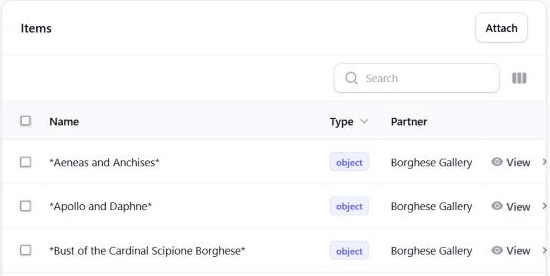 Items
Attach
Search
Name Type Partner
*Aeneas and Anchises* object Borghese Gallery View
*Apollo and Daphne* object Borghese Gallery View
*Bust of the Cardinal Scipione Borghese* object Borghese Gallery View